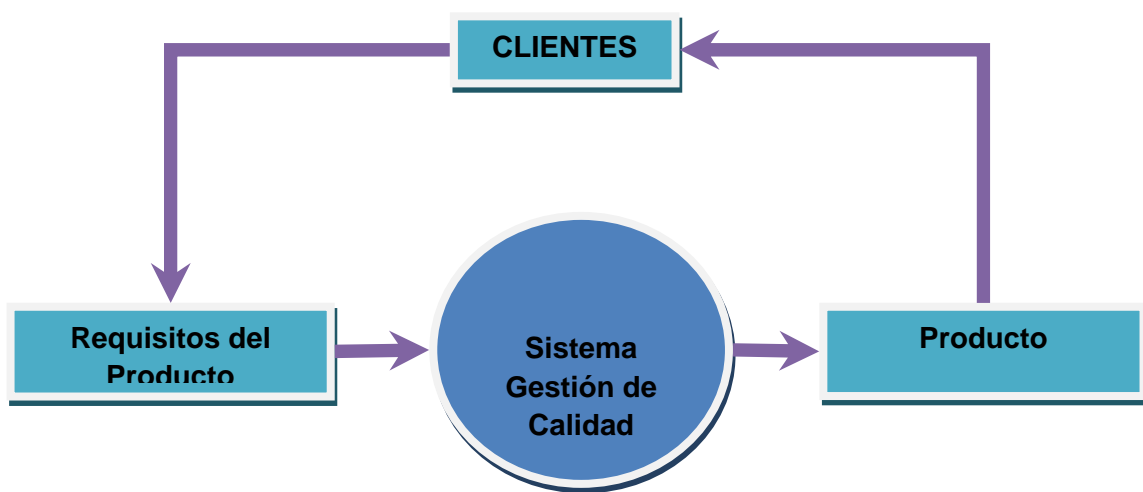 CLIENTES
Requisitos del
Producto
Sistema
Gestión de
Calidad
Producto